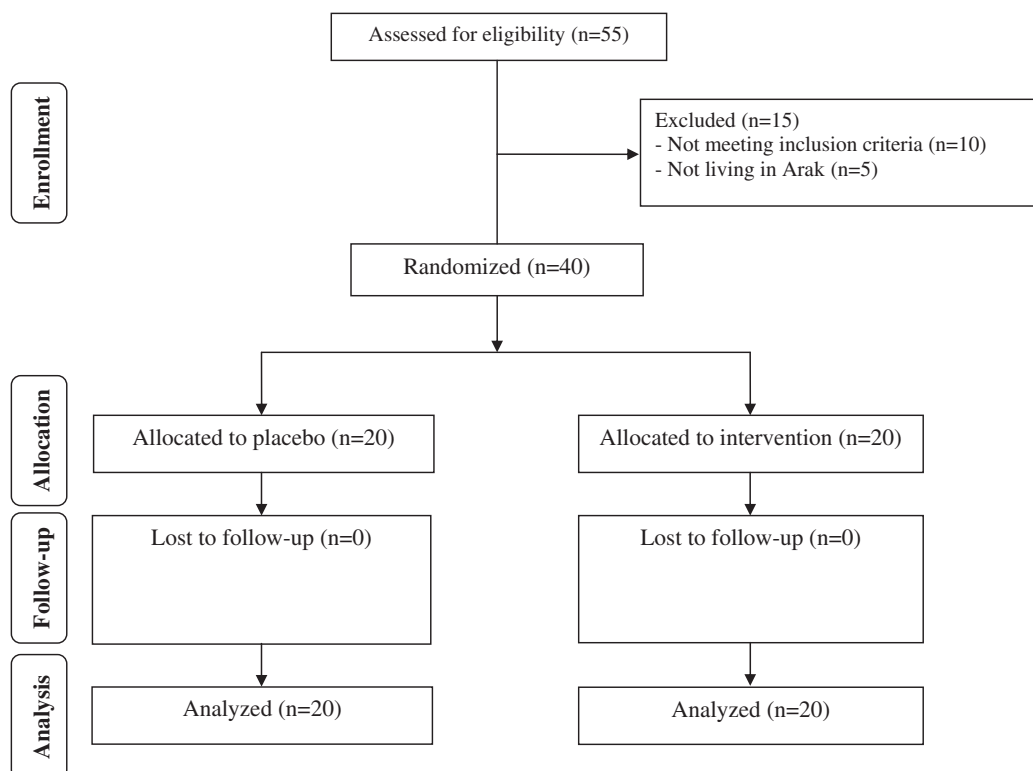 Assessed for eligibility (n=55)
Enrollment
Excluded (n=15)
- Not meeting inclusion criteria (n=10)
- Not living in Arak (n=5)
Randomized (n=40)
Allocation
Allocated to placebo (n=20)
Allocated to intervention (n=20)
Follow-up
Lost to follow-up (n=0)
Lost to follow-up (n=0)
Analysis
Analyzed (n=20)
Analyzed (n=20)